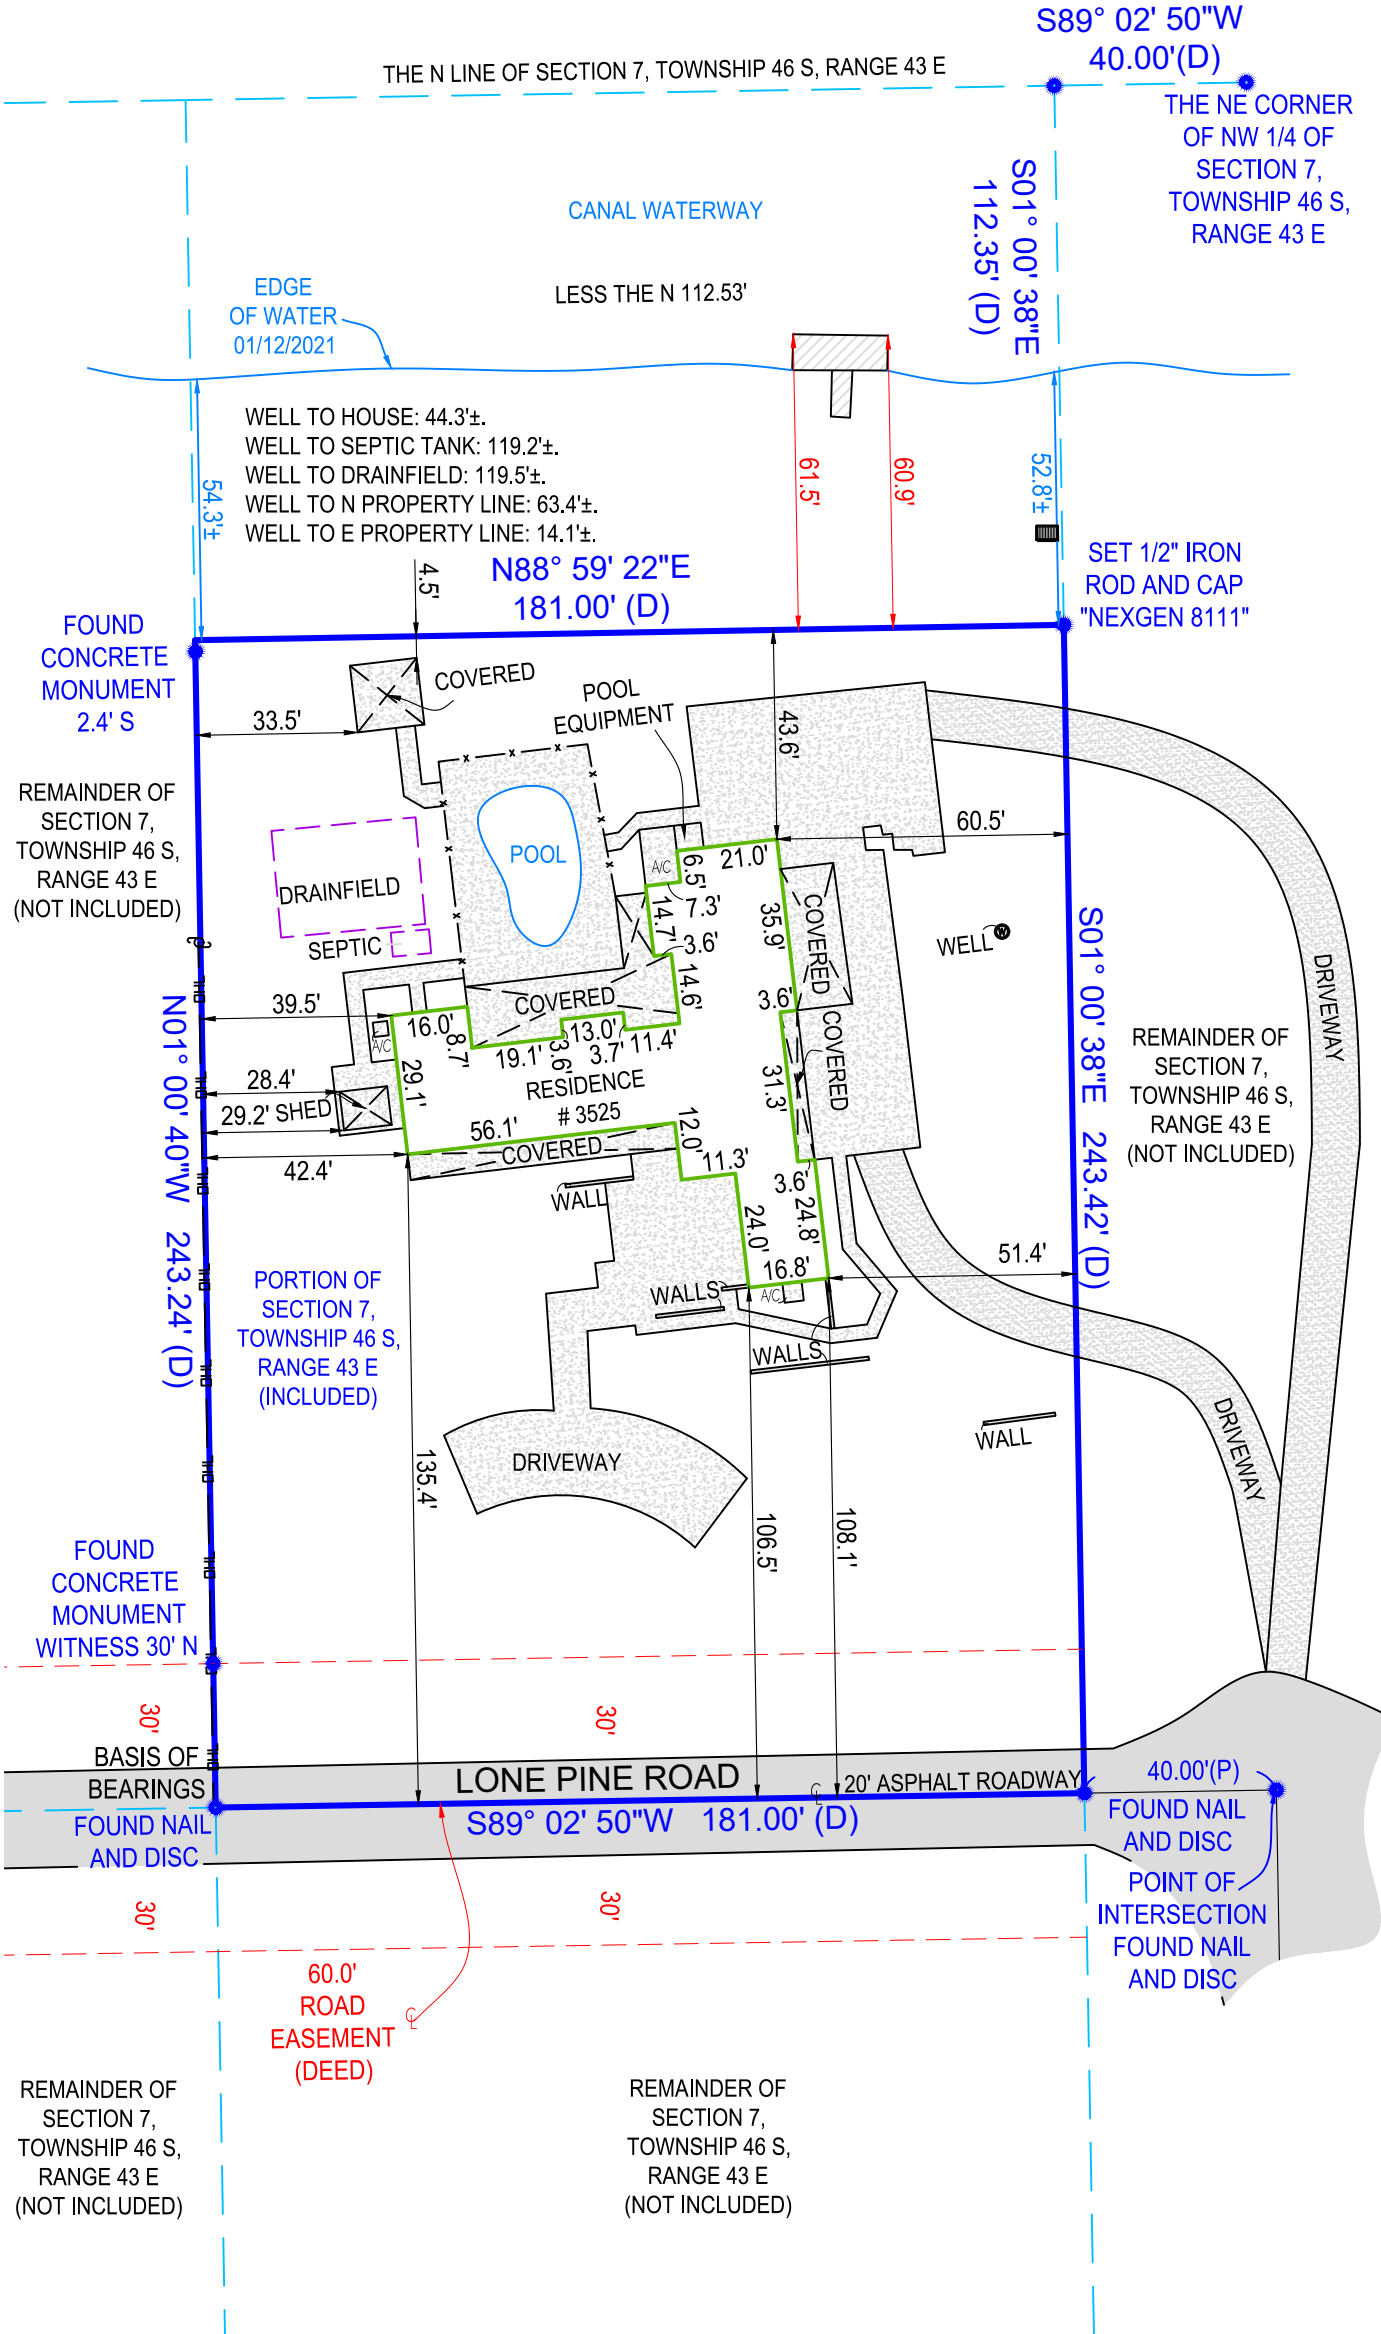 S89° 02' 50"W
40.00'(D)
THE N LINE OF SECTION 7, TOWNSHIP 46 S, RANGE 43 E
THE NE CORNER
OF NW 1/4 OF
SECTION 7,
TOWNSHIP 46 S,
RANGE 43 E
S01° 00' 38"E
112.35' (D)
CANAL WATERWAY
LESS THE N 112.53'
EDGE
OF WATER
01/12/2021
WELL TO HOUSE: 44.3'±.
WELL TO SEPTIC TANK: 119.2'±.
WELL TO DRAINFIELD: 119.5'±.
WELL TO N PROPERTY LINE: 63.4'±.
WELL TO E PROPERTY LINE: 14.1'±.
54.3'±
61.5'
60.9'
52.8'±
4.5'
N88° 59' 22"E
181.00' (D)
SET 1/2" IRON
ROD AND CAP
"NEXGEN 8111"
FOUND
CONCRETE
MONUMENT
2.4' S
COVERED
POOL
EQUIPMENT
33.5'
43.6'
REMAINDER OF
SECTION 7,
TOWNSHIP 46 S,
RANGE 43 E
(NOT INCLUDED)
60.5'
POOL
A/C
6.5'
21.0'
DRAINFIELD
7.3'
14.7'
35.9'
COVERED
3.6'
SEPTIC
WELL
W
S01° 00' 38"E 243.42' (D)
DRIVEWAY
N01° 00' 40"W 243.24' (D)
OHL
OHL
OHL
OHL
OHL
OHL
OHL
OHL
OHL
39.5'
16.0'
8.7'
COVERED
14.6'
3.6'
A/C
13.0'
19.1'
3.6'
3.7'
11.4'
COVERED
REMAINDER OF
SECTION 7,
TOWNSHIP 46 S,
RANGE 43 E
(NOT INCLUDED)
29.1'
28.4'
29.2' SHED
RESIDENCE
# 3525
31.3'
56.1'
12.0'
COVERED
42.4'
11.3'
3.6'
WALL
24.0'
24.8'
51.4'
16.8'
PORTION OF
SECTION 7,
TOWNSHIP 46 S,
RANGE 43 E
(INCLUDED)
WALLS
A/C
WALLS
WALL
DRIVEWAY
DRIVEWAY
135.4'
106.5'
108.1'
FOUND
CONCRETE
MONUMENT
WITNESS 30' N
30'
30'
BASIS OF
BEARINGS
LONE PINE ROAD
20' ASPHALT ROADWAY
40.00'(P)
S89° 02' 50"W 181.00' (D)
FOUND NAIL
AND DISC
FOUND NAIL
AND DISC
POINT OF
INTERSECTION
FOUND NAIL
AND DISC
30'
30'
60.0'
ROAD
EASEMENT
(DEED)
REMAINDER OF
SECTION 7,
TOWNSHIP 46 S,
RANGE 43 E
(NOT INCLUDED)
REMAINDER OF
SECTION 7,
TOWNSHIP 46 S,
RANGE 43 E
(NOT INCLUDED)